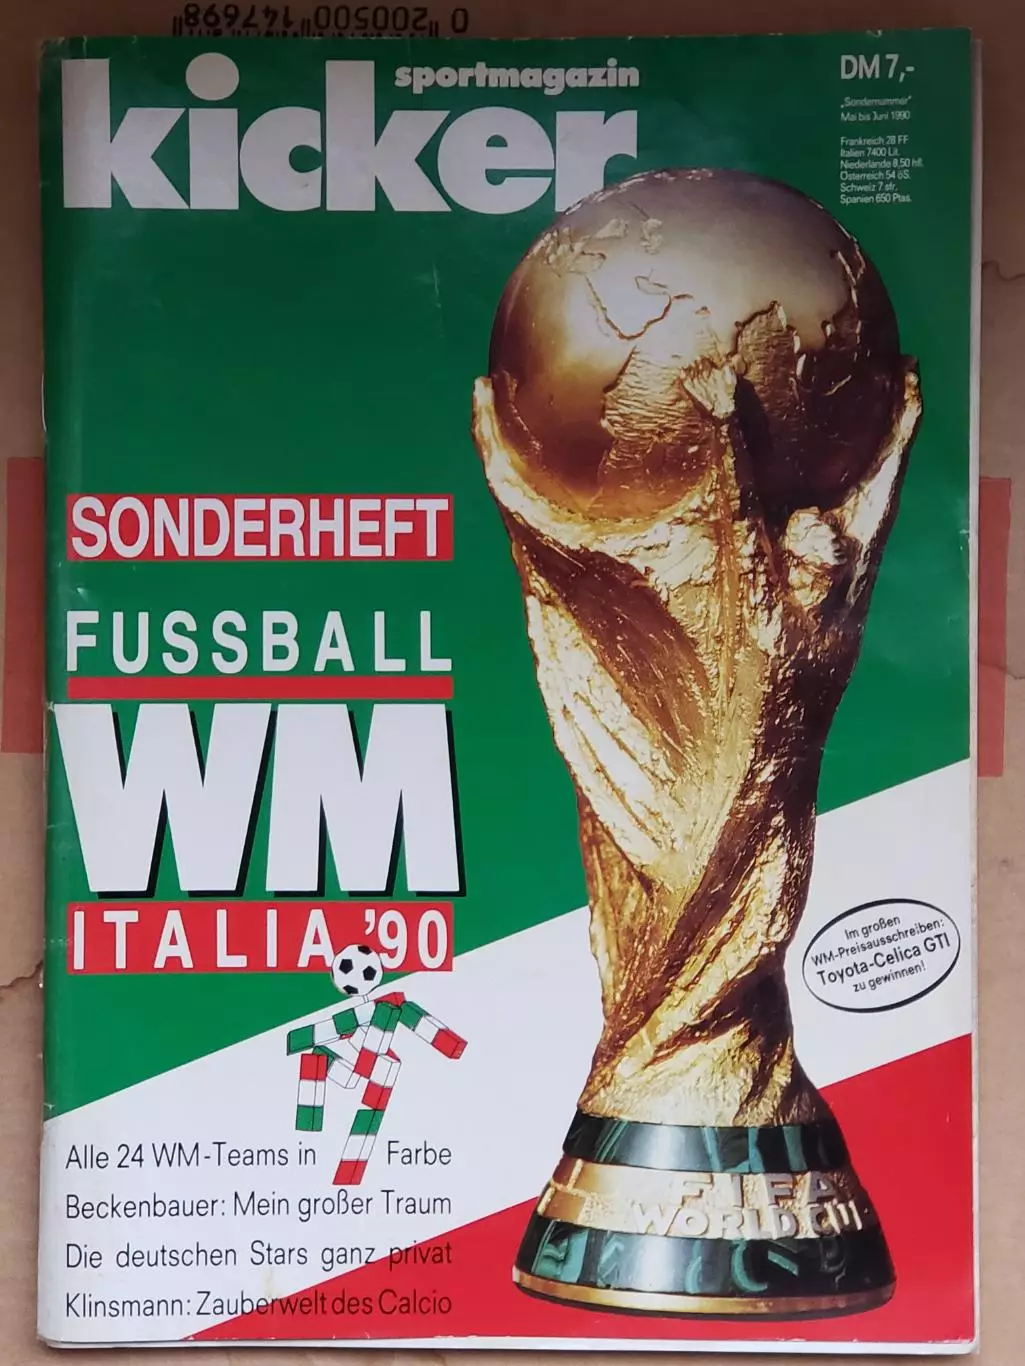 0 200500 147698
sportmagazin
kicker
DM 7,-
„Sondernummer"
Mai bis Juni 1990
Frankreich 28 FF
Italien 7400 Lit.
Niederlande 8,50 hfl.
Österreich 54 öS.
Schweiz 7 sfr.
Spanien 650 Ptas.
SONDERHEFT
FUSSBALL
WM
ITALIA '90
Im großen
WM-Preisausschreiben:
Toyota-Celica GTI
zu gewinnen!
Alle 24 WM-Teams in Farbe
Beckenbauer: Mein großer Traum
Die deutschen Stars ganz privat
Klinsmann: Zauberwelt des Calcio
FIFA
WORLD CUP